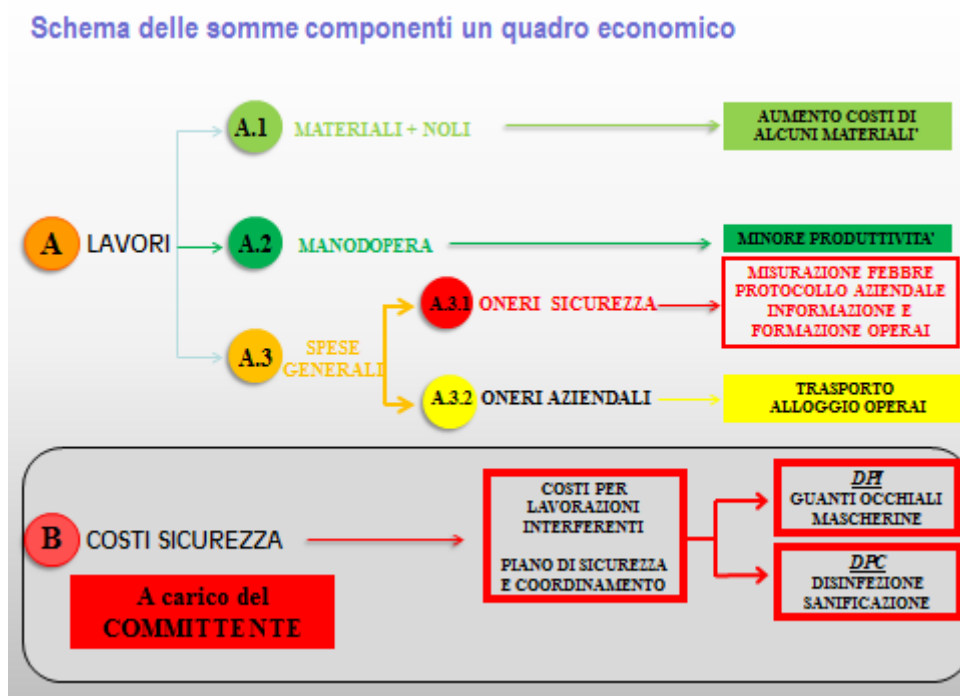 Schema delle somme componenti un quadro economico
A.1 MATERIALI + NOLI
AUMENTO COSTI DI
ALCUNI MATERIALI'
A LAVORI
A.2 MANODOPERA
MINORE PRODUTTIVITA'
MISURAZIONE FEBBRE
PROTOCOLLO AZIENDALE
INFORMAZIONE E
FORMAZIONE OPERAI
A.3.1 ONERI SICUREZZA
A.3
SPESE
GENERALI
A.3.2 ONERI AZIENDALI
TRASPORTO
ALLOGGIO OPERAI
B COSTI SICUREZZA
A carico del
COMMITTENTE
COSTI PER
LAVORAZIONI
INTERFERENTI
PIANO DI SICUREZZA
E COORDINAMENTO
DPI
GUANTI OCCHIALI
MASCHERINE
DPC
DISINFEZIONE
SANIFICAZIONE